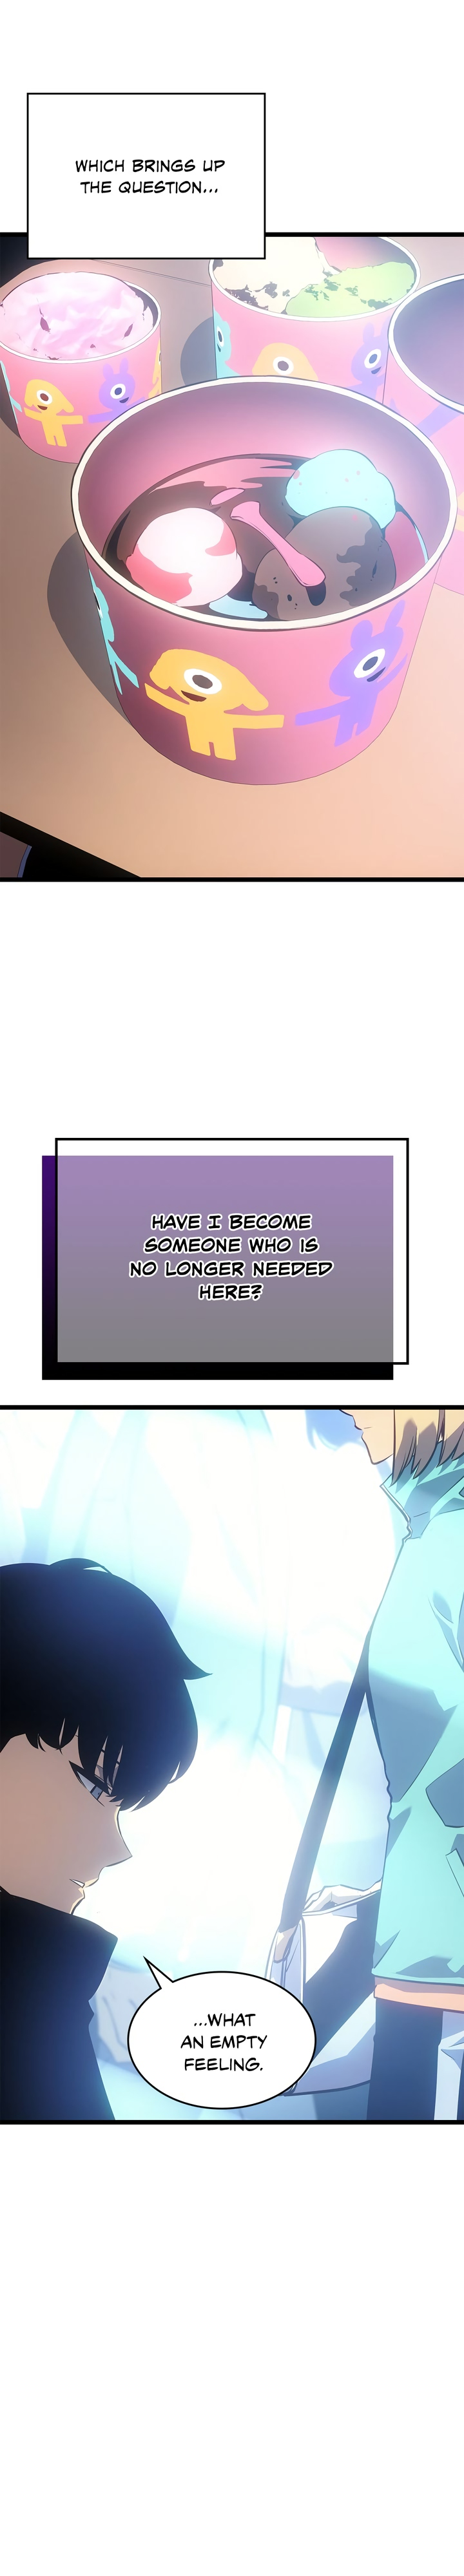 WHICH BRINGS UP
THE QUESTION...
HAVE I BECOME
SOMEONE WHO IS
NO LONGER NEEDED
HERE?
...WHAT
AN EMPTY
FEELING.